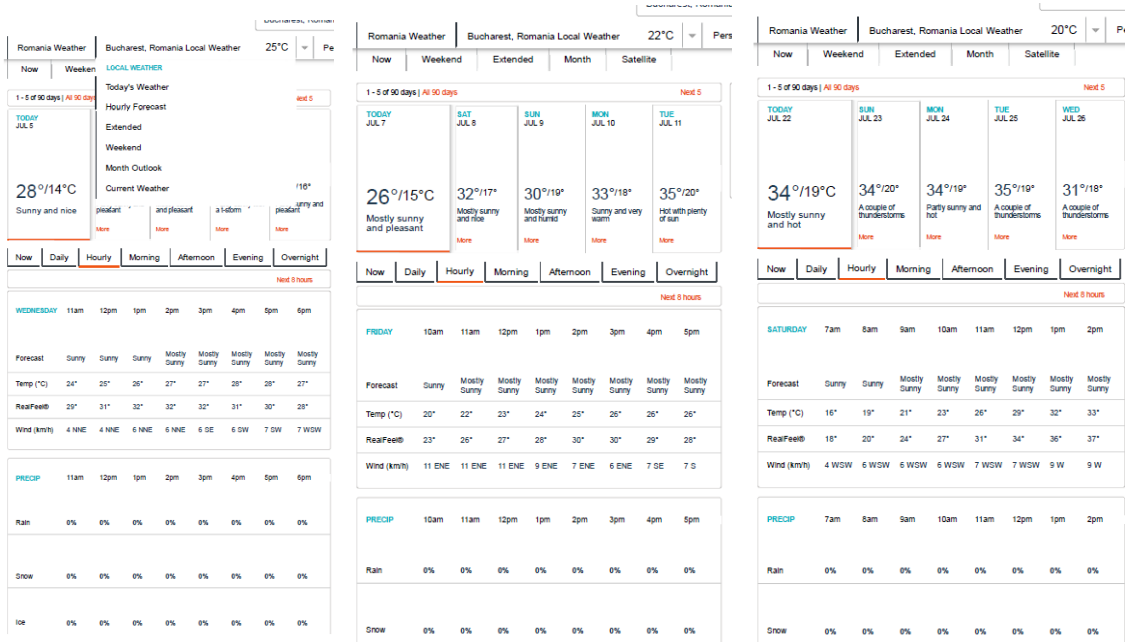 Romania Weather Bucharest, Romania Local Weather 25°C
Now Weeken LOCAL WEATHER
Today's Weather
1 - 5 of 90 days | All 90 days Next 5
Hourly Forecast
TODAY
JUL 5
Extended
Weekend
Month Outlook
28°/14°C Current Weather /16°
Sunny and nice pleasant and pleasant a t-storm pleasant
More More More More
Now Daily Hourly Morning Afternoon Evening Overnight
Next 8 hours
WEDNESDAY 11am 12pm 1pm 2pm 3pm 4pm 5pm 6pm
Forecast Sunny Sunny Sunny Mostly Sunny Mostly Sunny Mostly Sunny Mostly Sunny Mostly Sunny
Temp (°C) 24° 25° 26° 27° 27° 28° 28° 27°
RealFeel® 29° 31° 32° 32° 32° 31° 30° 28°
Wind (km/h) 4 NNE 4 NNE 6 NNE 6 NNE 6 SE 6 SW 7 SW 7 WSW
PRECIP 11am 12pm 1pm 2pm 3pm 4pm 5pm 6pm
Rain 0% 0% 0% 0% 0% 0% 0% 0%
Snow 0% 0% 0% 0% 0% 0% 0% 0%
Ice 0% 0% 0% 0% 0% 0% 0% 0%
Romania Weather Bucharest, Romania Local Weather 22°C Pers
Now Weekend Extended Month Satellite
1 - 5 of 90 days | All 90 days Next 5
TODAY SAT SUN MON TUE
JUL 7 JUL 8 JUL 9 JUL 10 JUL 11
26°/15°C 32°/17° 30°/19° 33°/18° 35°/20°
Mostly sunny and pleasant Mostly sunny and nice Mostly sunny and humid Sunny and very warm Hot with plenty of sun
More More More More
Now Daily Hourly Morning Afternoon Evening Overnight
Next 8 hours
FRIDAY 10am 11am 12pm 1pm 2pm 3pm 4pm 5pm
Forecast Sunny Mostly Sunny Mostly Sunny Mostly Sunny Mostly Sunny Mostly Sunny Mostly Sunny Mostly Sunny
Temp (°C) 20° 22° 23° 24° 25° 26° 26° 26°
RealFeel® 23° 26° 27° 28° 30° 30° 29° 28°
Wind (km/h) 11 ENE 11 ENE 11 ENE 9 ENE 7 ENE 6 ENE 7 SE 7 S
PRECIP 10am 11am 12pm 1pm 2pm 3pm 4pm 5pm
Rain 0% 0% 0% 0% 0% 0% 0% 0%
Snow 0% 0% 0% 0% 0% 0% 0% 0%
Romania Weather Bucharest, Romania Local Weather 20°C
Now Weekend Extended Month Satellite
1 - 5 of 90 days | All 90 days Next 5
TODAY SUN MON TUE WED
JUL 22 JUL 23 JUL 24 JUL 25 JUL 26
34°/19°C 34°/20° 34°/19° 35°/19° 31°/18°
Mostly sunny and hot A couple of thunderstorms Partly sunny and hot A couple of thunderstorms A couple of thunderstorms
More More More More
Now Daily Hourly Morning Afternoon Evening Overnight
Next 8 hours
SATURDAY 7am 8am 9am 10am 11am 12pm 1pm 2pm
Forecast Sunny Sunny Mostly Sunny Mostly Sunny Mostly Sunny Mostly Sunny Mostly Sunny Mostly Sunny
Temp (°C) 16° 19° 21° 23° 26° 29° 32° 33°
RealFeel® 18° 20° 24° 27° 31° 34° 36° 37°
Wind (km/h) 4 WSW 6 WSW 6 WSW 6 WSW 7 WSW 7 WSW 9 W 9 W
PRECIP 7am 8am 9am 10am 11am 12pm 1pm 2pm
Rain 0% 0% 0% 0% 0% 0% 0% 0%
Snow 0% 0% 0% 0% 0% 0% 0% 0%